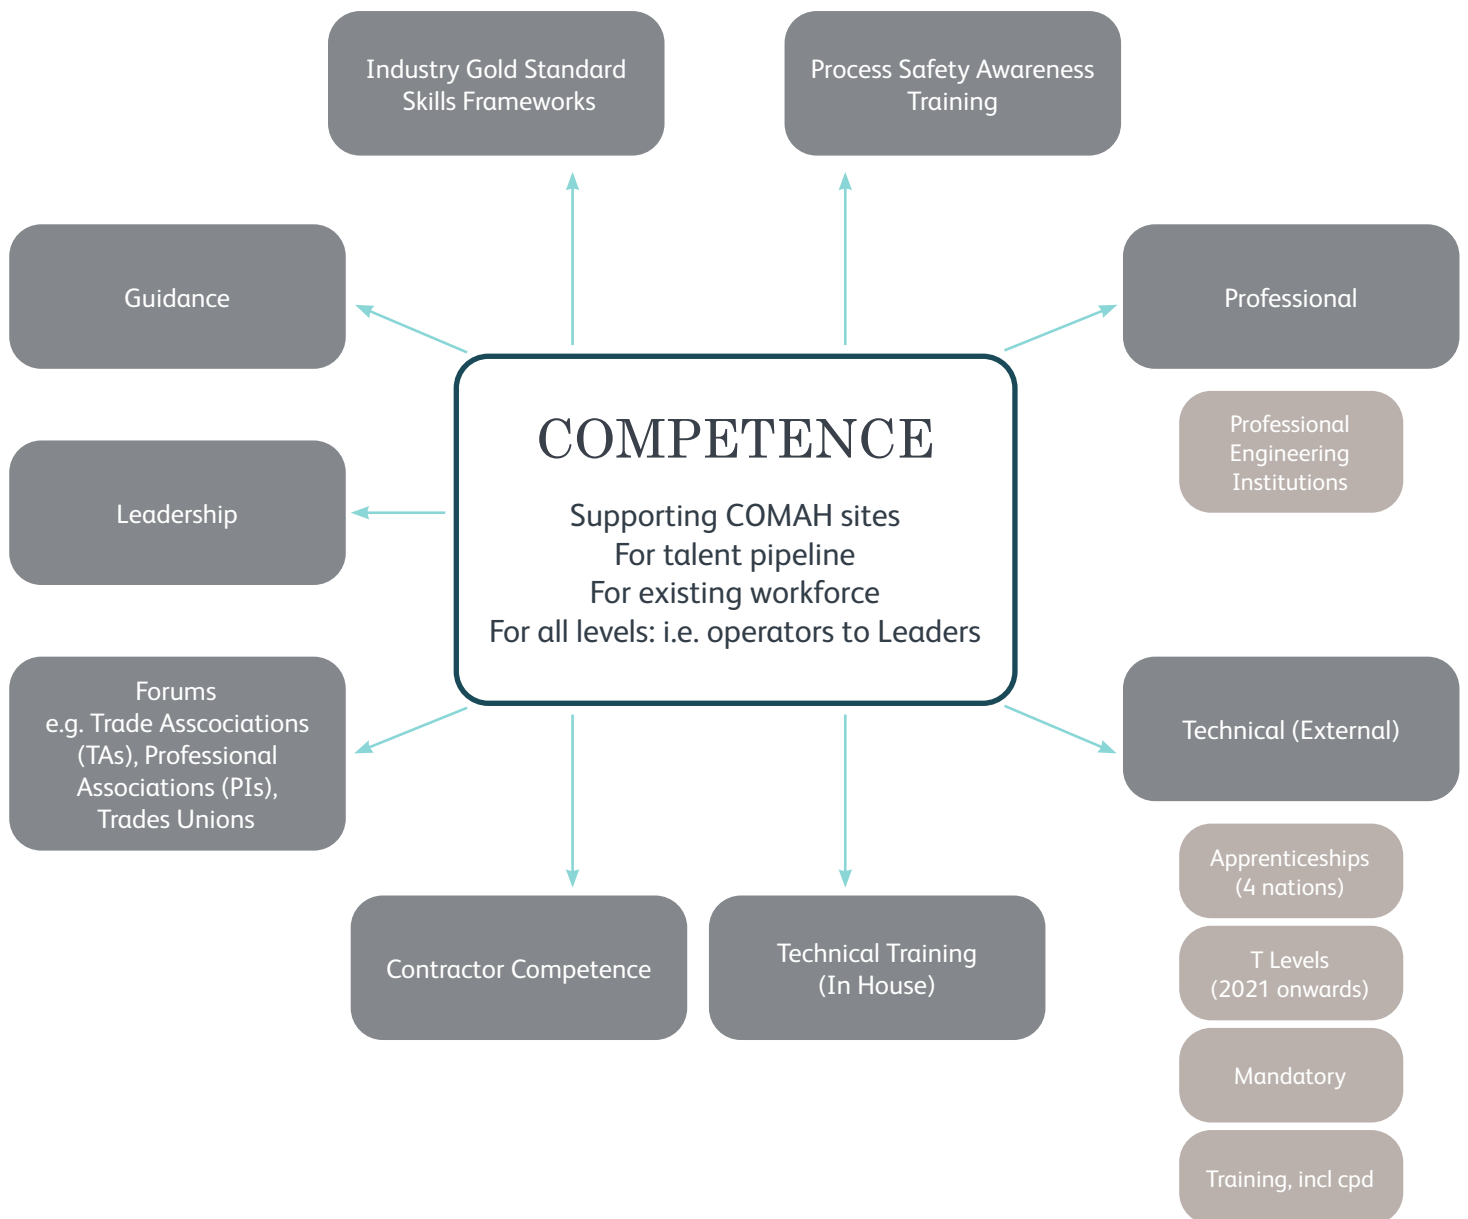 Industry Gold Standard
Skills Frameworks
Process Safety Awareness
Training
Guidance
Professional
Professional
Engineering
Institutions
COMPETENCE
Supporting COMAH sites
For talent pipeline
For existing workforce
For all levels: i.e. operators to Leaders
Leadership
Forums
e.g. Trade Asscociations
(TAs), Professional
Associations (PIs),
Trades Unions
Technical (External)
Apprenticeships
(4 nations)
T Levels
(2021 onwards)
Mandatory
Training, incl cpd
Contractor Competence
Technical Training
(In House)